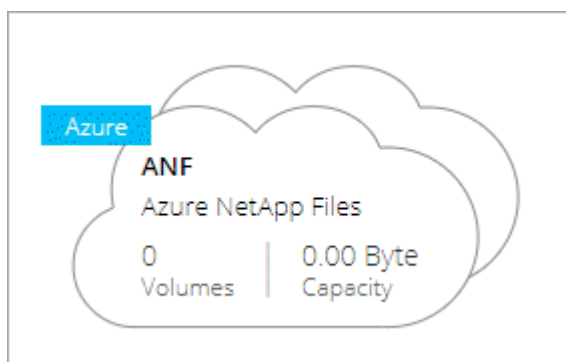 Azure
ANF
Azure NetApp Files
0 0.00 Byte
Volumes Capacity